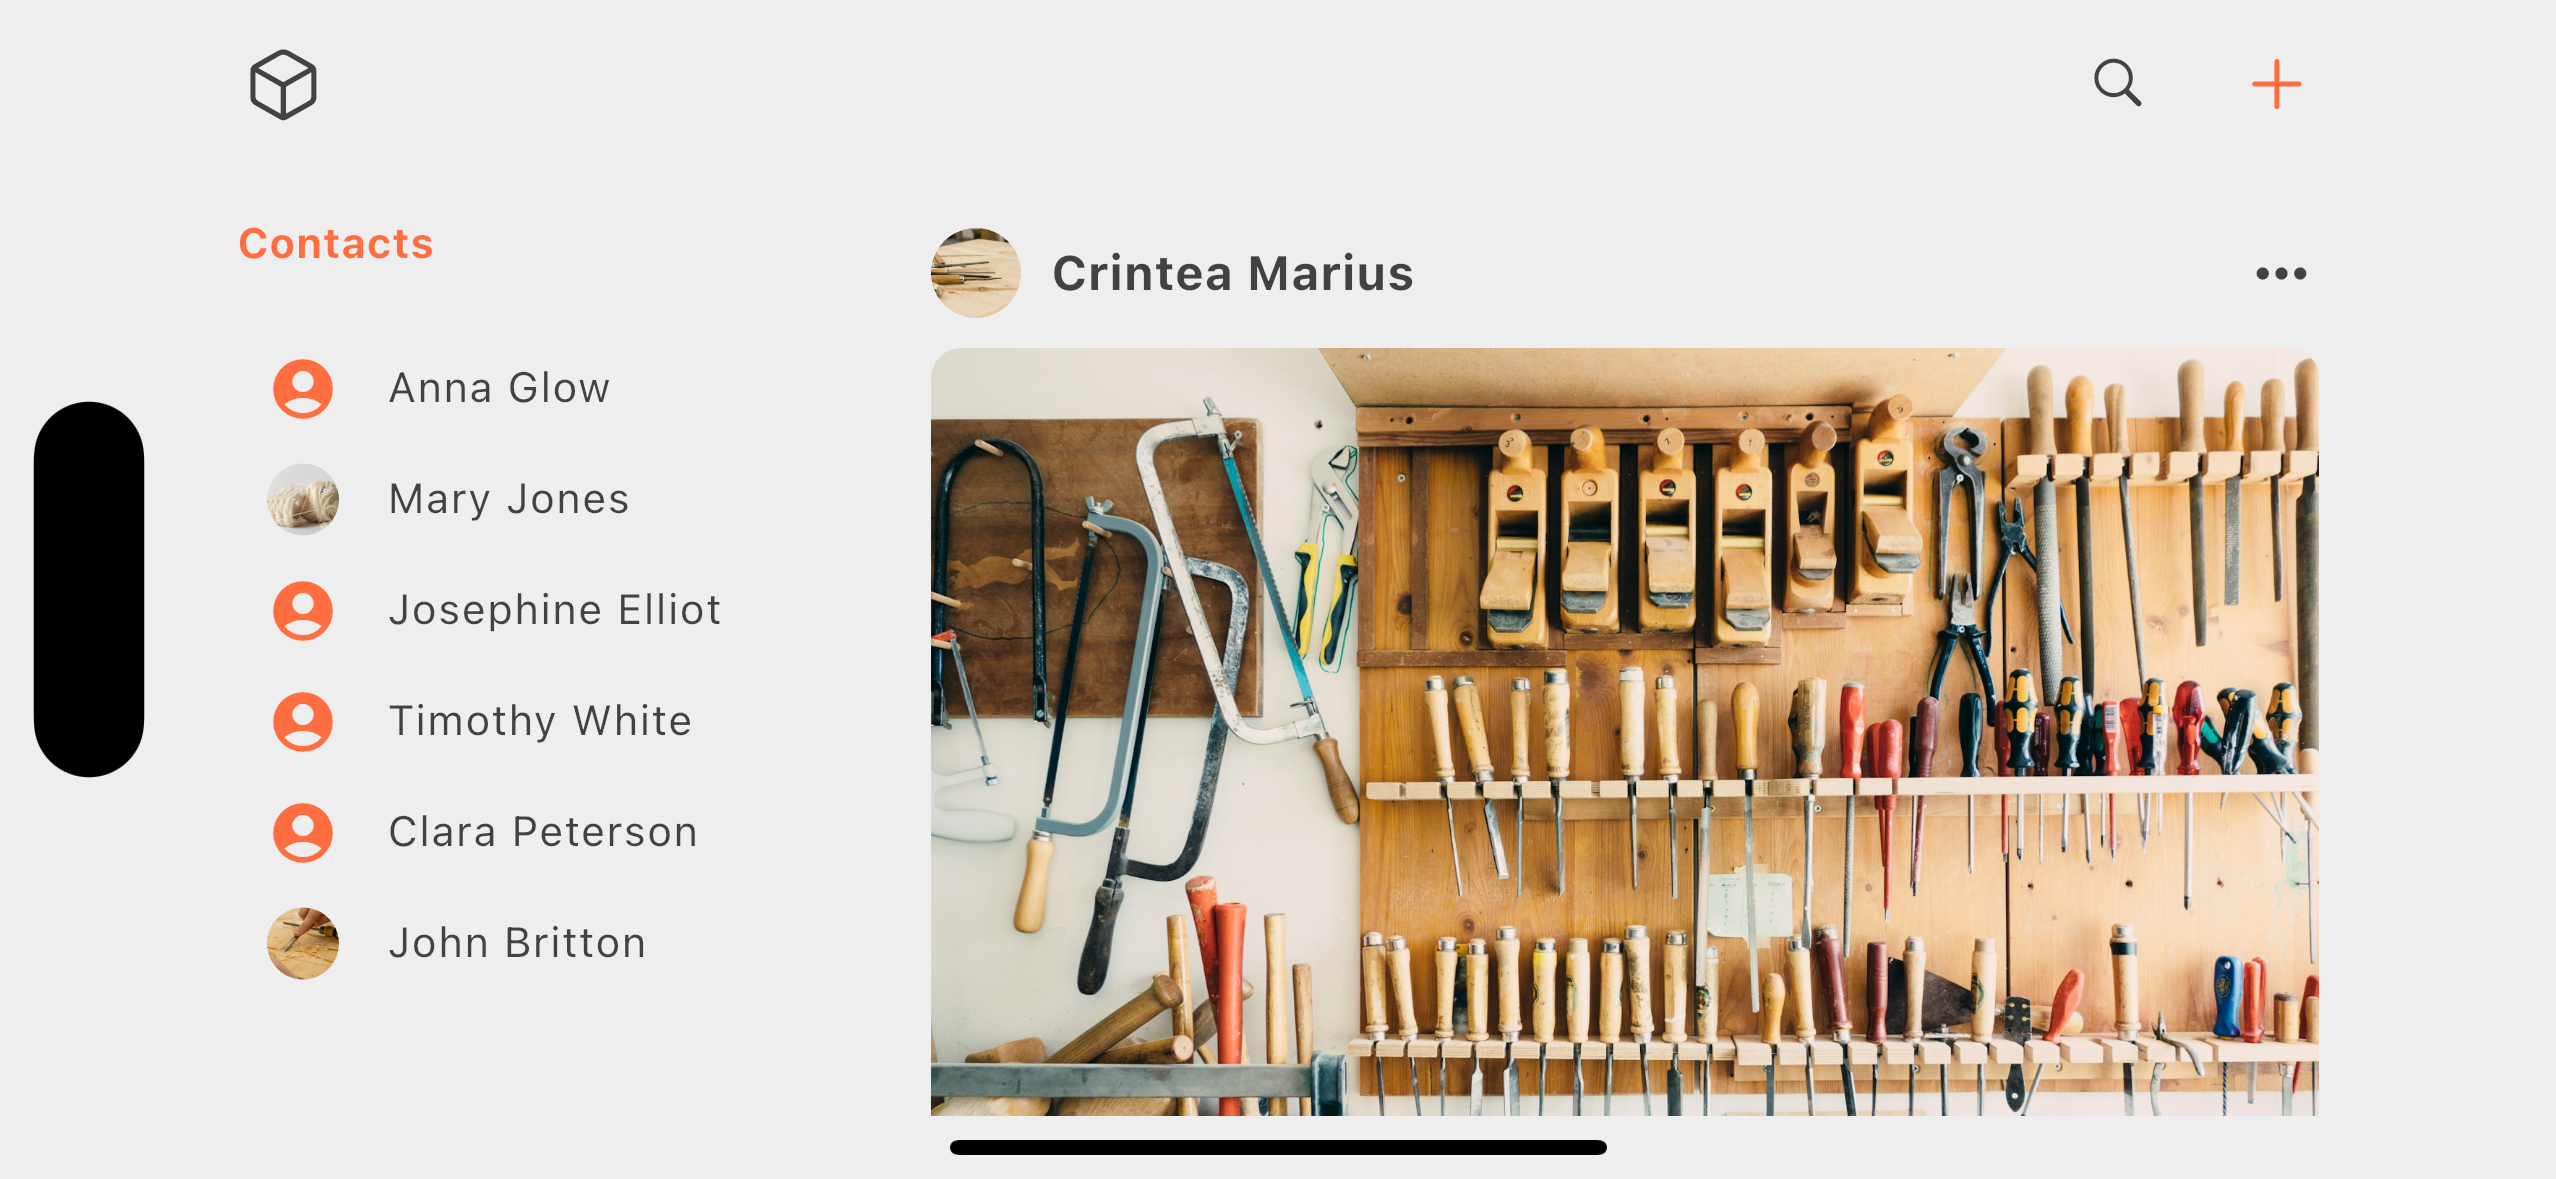 Contacts
Anna Glow
Mary Jones
Josephine Elliot
Timothy White
Clara Peterson
John Britton
Crintea Marius